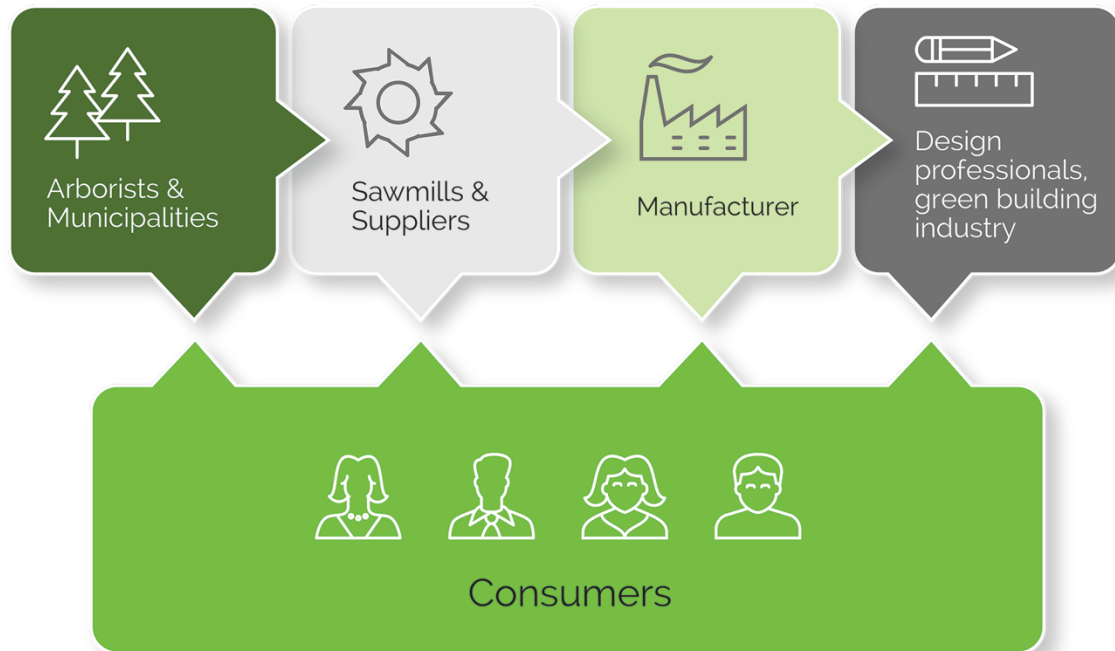 Arborists &
Municipalities
Sawmills &
Suppliers
Manufacturer
Design
professionals,
green building
industry
Consumers